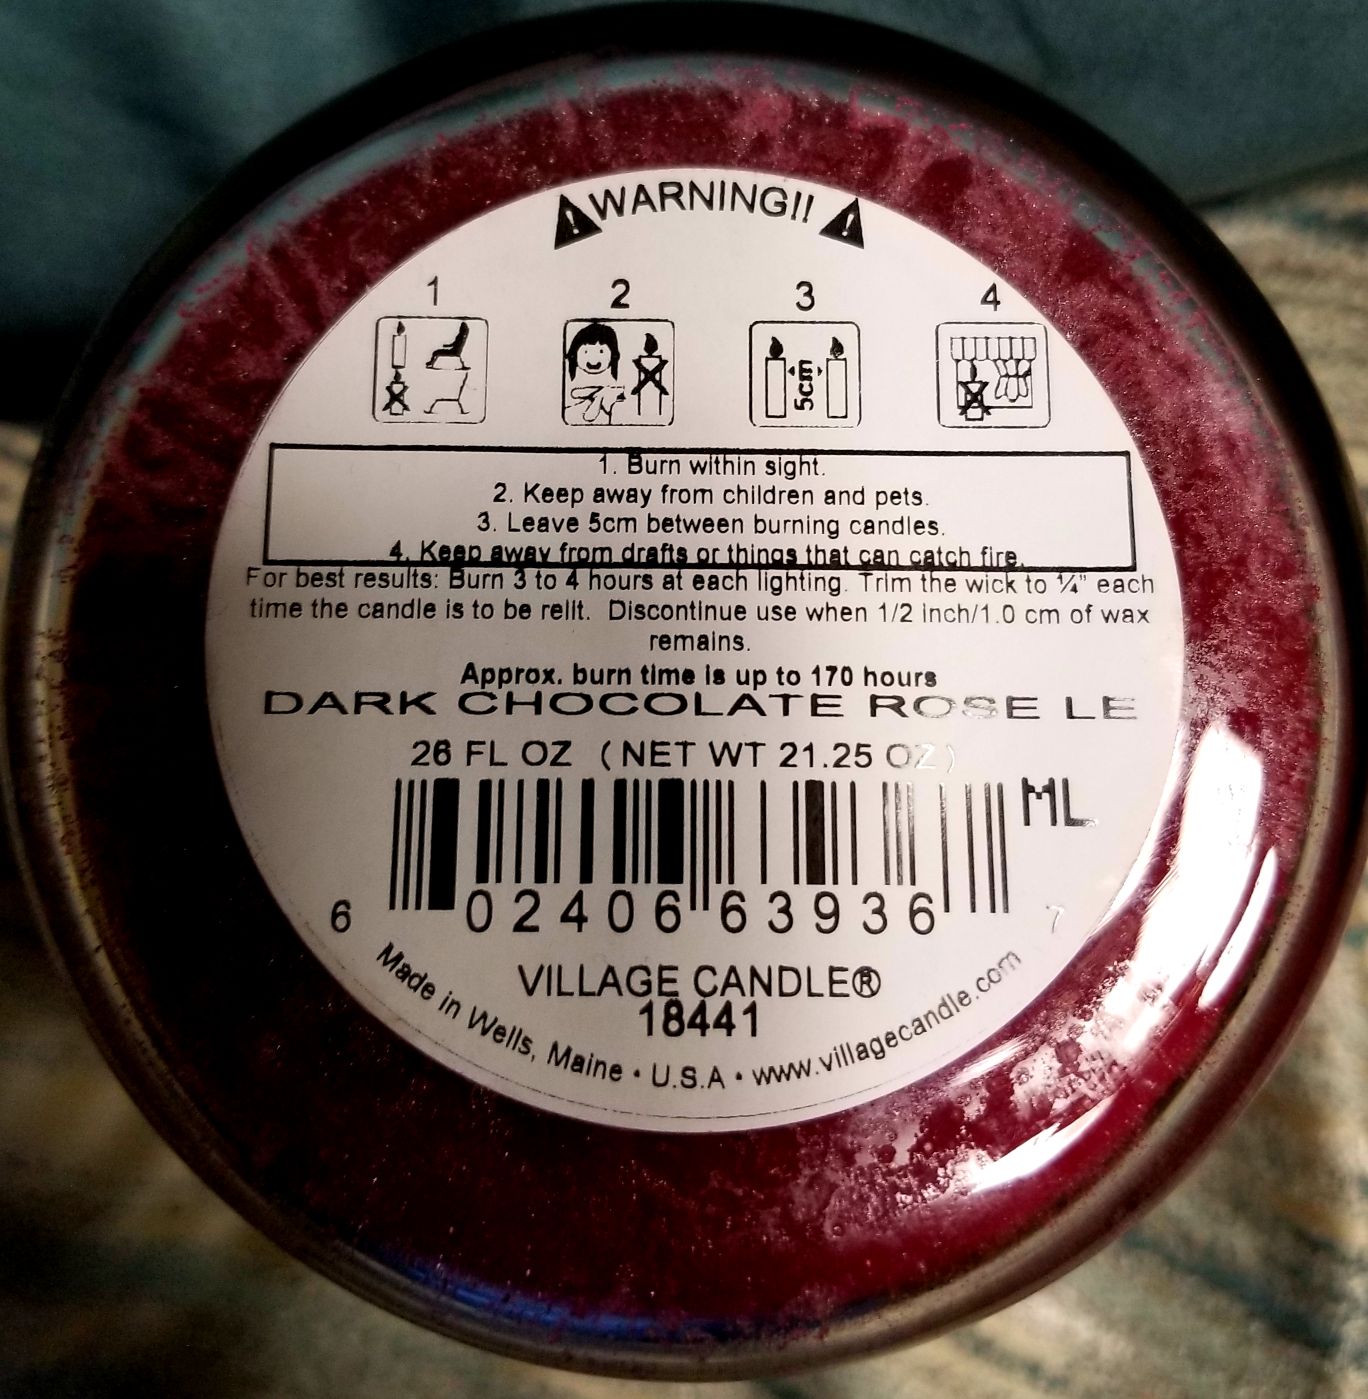 WARNING!!
1 2 3 4
5cm
1. Burn within sight.
2. Keep away from children and pets.
3. Leave 5cm between burning candles.
4. Keep away from drafts or things that can catch fire.
For best results: Burn 3 to 4 hours at each lighting. Trim the wick to ¼" each
time the candle is to be relit. Discontinue use when 1/2 inch/1.0 cm of wax
remains.
Approx. burn time is up to 170 hours
DARK CHOCOLATE ROSE LE
26 FL OZ (NET WT 21.25 OZ)
ML
6 02406 63936 7
VILLAGE CANDLE®
18441
Made in Wells, Maine • U.S.A • www.villagecandle.com